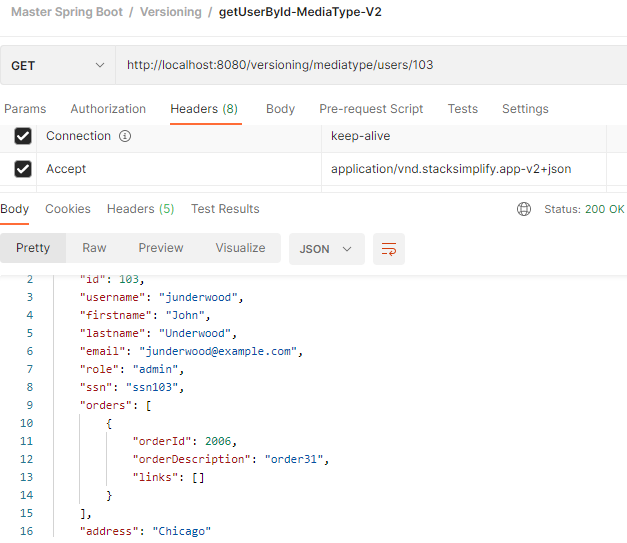 Master Spring Boot / Versioning / getUserById-MediaType-V2
GET http://localhost:8080/versioning/mediatype/users/103
Params Authorization Headers (8) Body Pre-request Script Tests Settings
Connection keep-alive
Accept application/vnd.stacksimplify.app-v2+json
Body Cookies Headers (5) Test Results Status: 200 OK
Pretty Raw Preview Visualize JSON
2 "id": 103,
3 "username": "junderwood",
4 "firstname": "John",
5 "lastname": "Underwood",
6 "email": "junderwood@example.com",
7 "role": "admin",
8 "ssn": "ssn103",
9 "orders": [
10 {
11 "orderId": 2006,
12 "orderDescription": "order31",
13 "links": []
14 }
15 ],
16 "address": "Chicago"